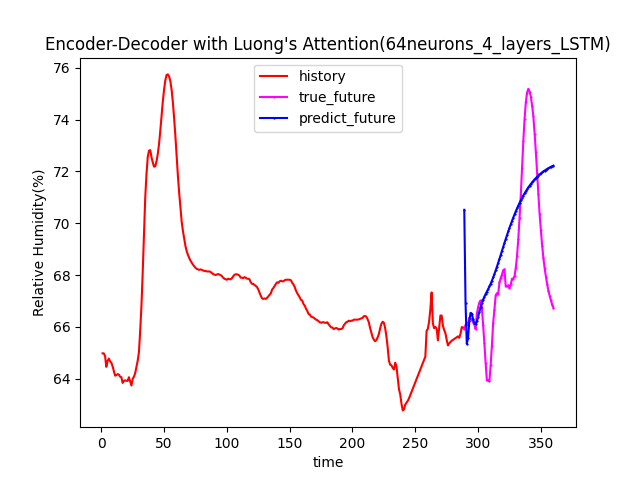 Encoder-Decoder with Luong's Attention(64neurons_4_layers_LSTM)
history
true_future
predict_future
76
74
72
70
68
66
64
Relative Humidity(%)
0
50
100
150
200
250
300
350
time